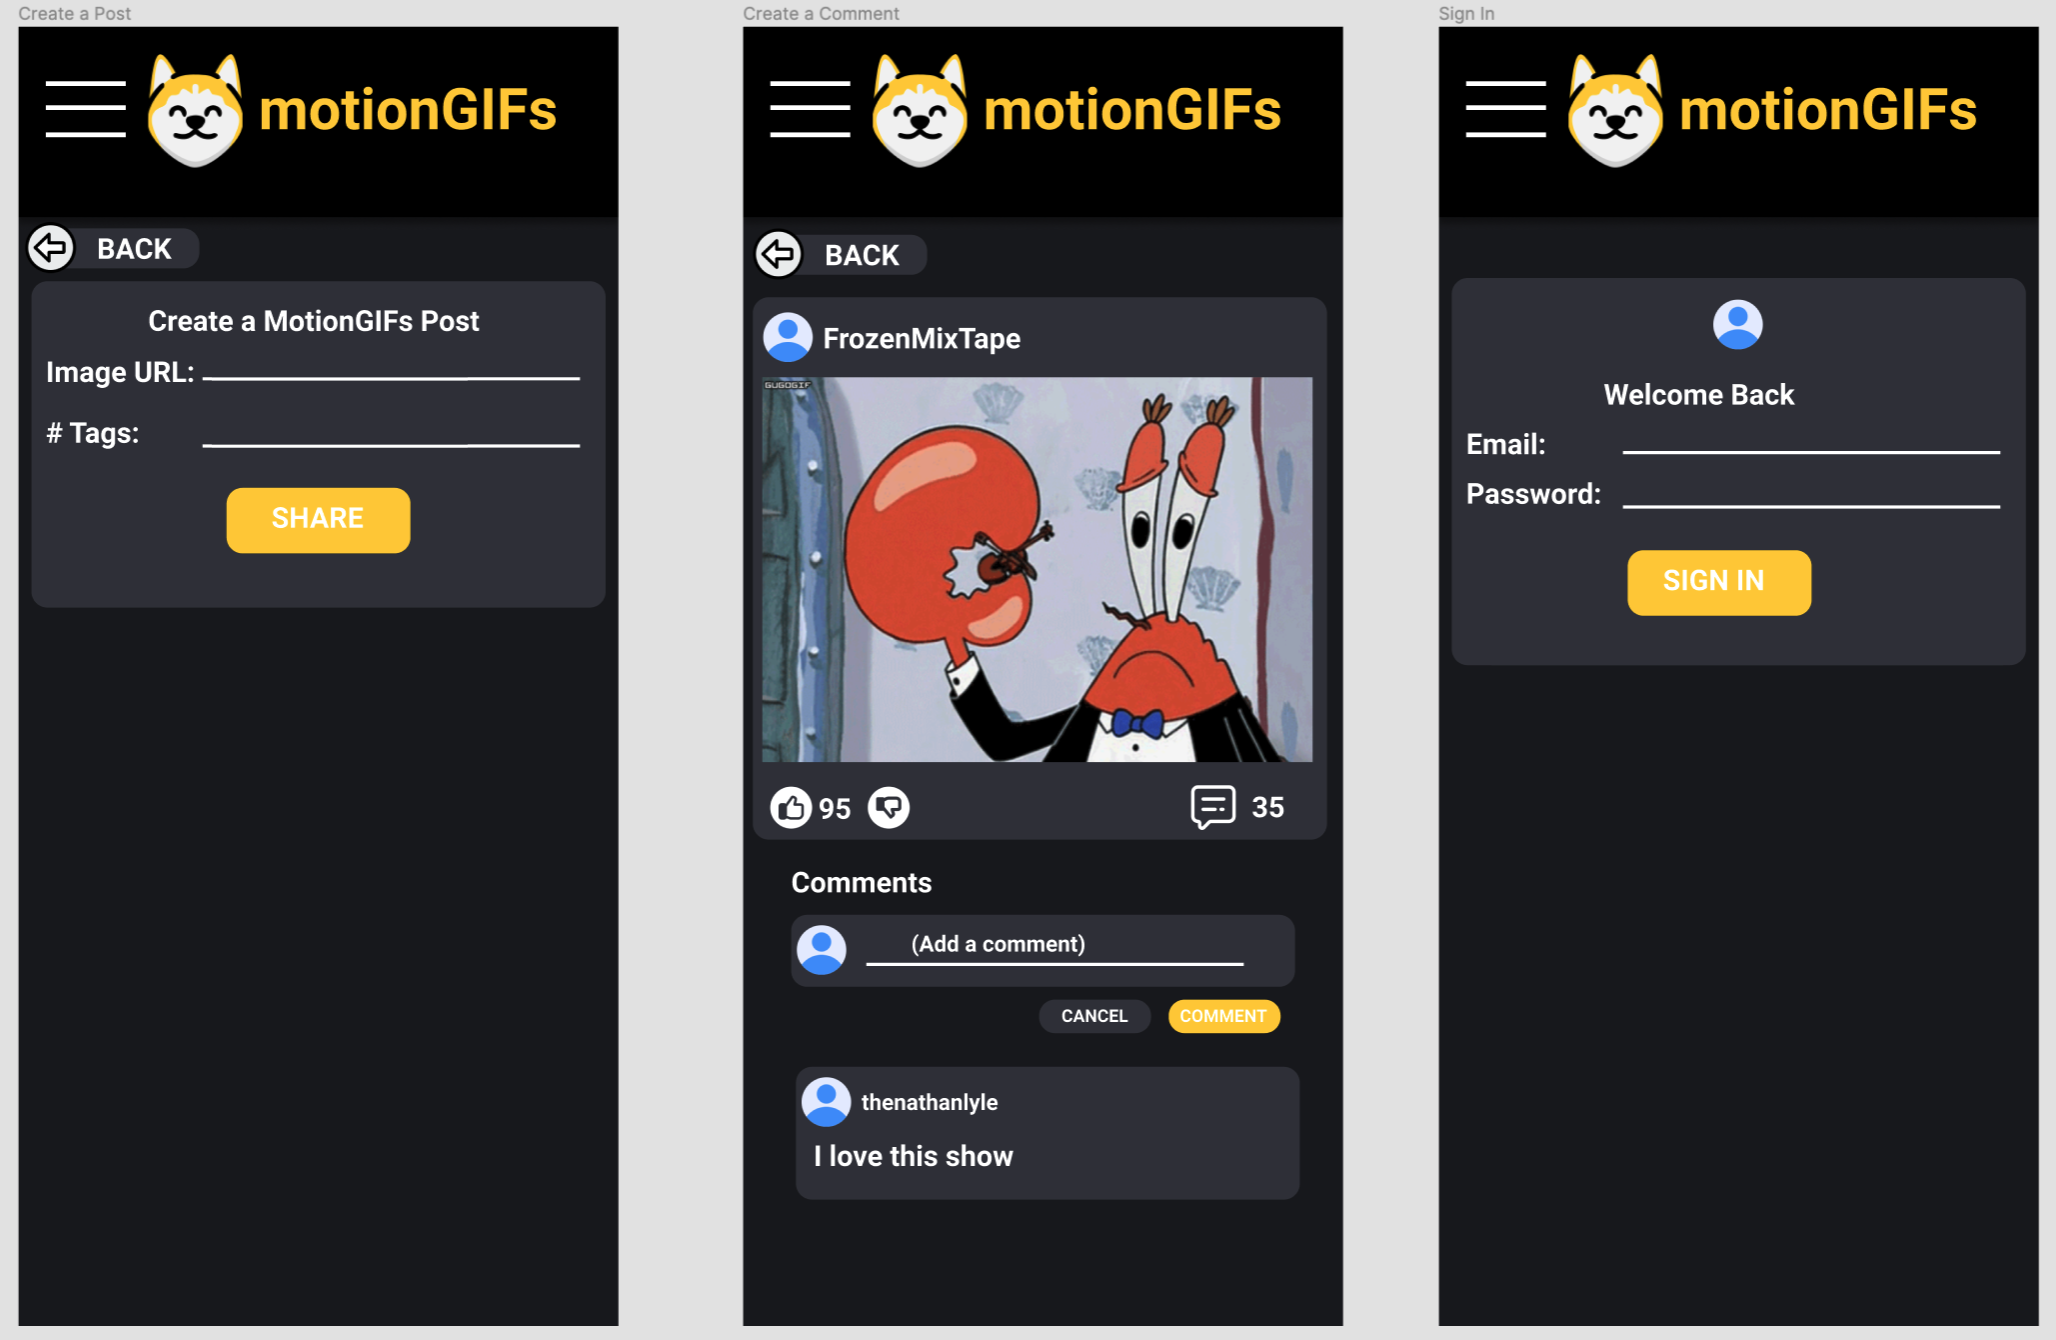 Create a Post
motionGIFs
BACK
Create a MotionGIFs Post
Image URL:
# Tags:
SHARE
Create a Comment
motionGIFs
BACK
FrozenMixTape
GUGOGIF
95
35
Comments
(Add a comment)
CANCEL
COMMENT
thenathanlyle
I love this show
Sign In
motionGIFs
Welcome Back
Email:
Password:
SIGN IN